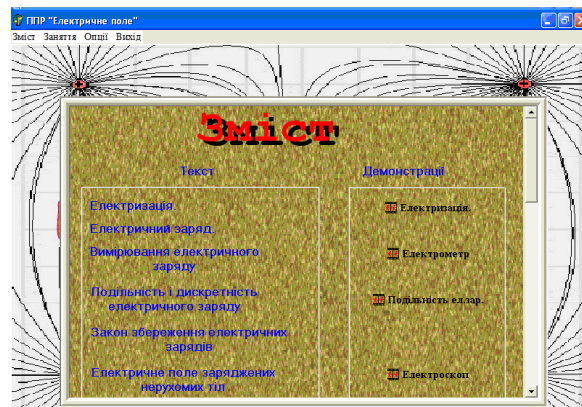 ППР "Електричне поле"
Зміст Заняття Опції Вихід
Зміст
Текст
Демонстрації
Електризація
Електричний заряд.
Вимірювання електричного
заряду
Подільність і дискретність
електричного заряду
Закон збереження електричних
зарядів
Електричне поле заряджених
нерухомих тіл
Електризація.
Електрометр
Подільність ел.зар.
Електроскоп